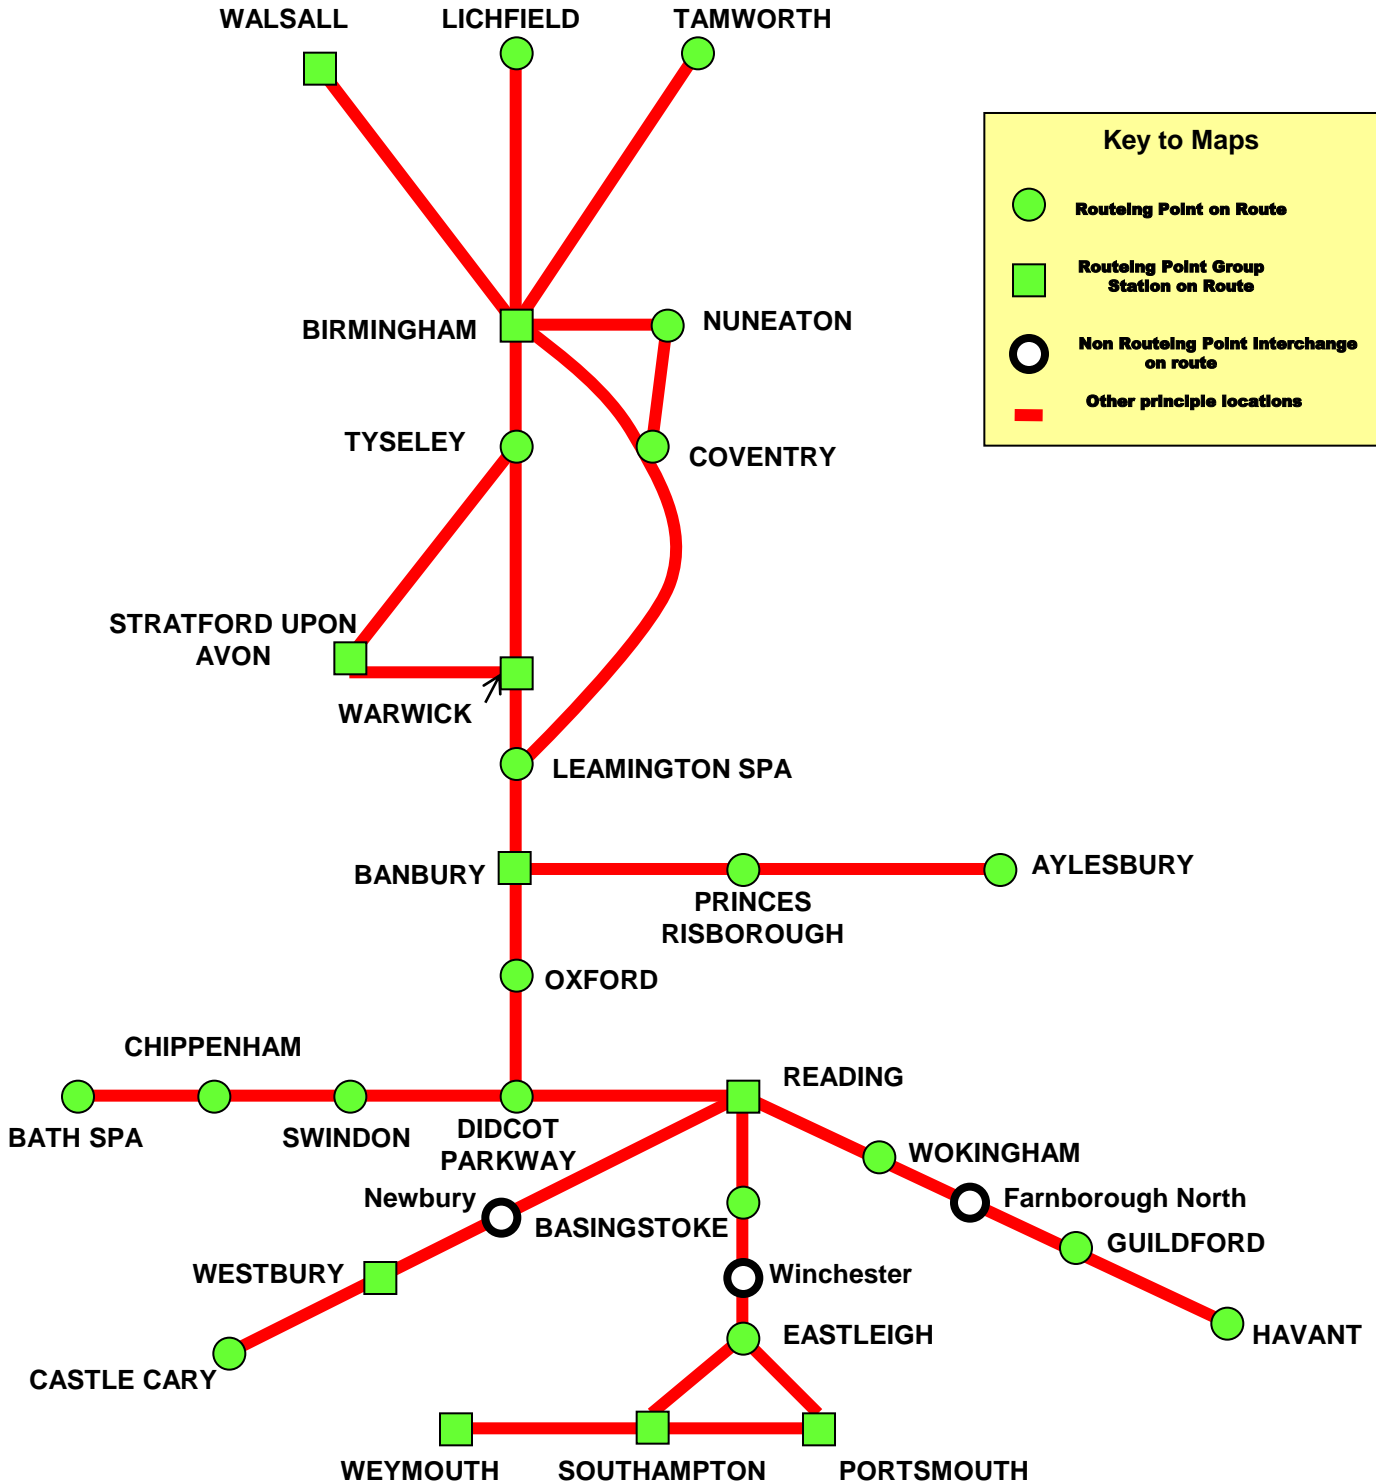 WALSALL
LICHFIELD
TAMWORTH
Key to Maps
Routeing Point on Route
Routeing Point Group
Station on Route
Non Routeing Point Interchange
on route
Other principle locations
BIRMINGHAM
NUNEATON
TYSELEY
COVENTRY
STRATFORD UPON
AVON
WARWICK
LEAMINGTON SPA
BANBURY
AYLESBURY
PRINCES
RISBOROUGH
OXFORD
CHIPPENHAM
READING
BATH SPA
SWINDON
DIDCOT
PARKWAY
WOKINGHAM
Newbury
BASINGSTOKE
Farnborough North
GUILDFORD
WESTBURY
Winchester
EASTLEIGH
HAVANT
CASTLE CARY
WEYMOUTH
SOUTHAMPTON
PORTSMOUTH